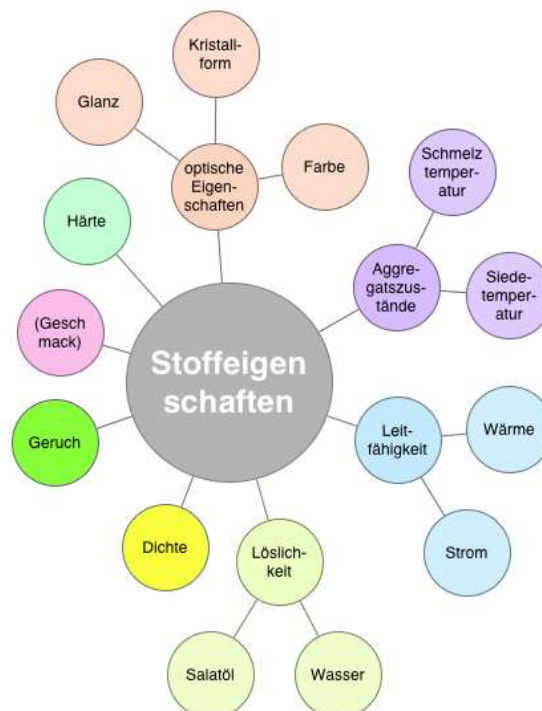 Kristall-
form
Glanz
optische
Eigen-
schaften
Farbe
Schmelz
temper-
atur
Härte
Aggre-
gatszus-
tände
Siede-
temper-
atur
(Gesch
mack)
Stoffeigen
schaften
Leit-
fähigkeit
Wärme
Geruch
Dichte
Löslich-
keit
Strom
Salatöl
Wasser